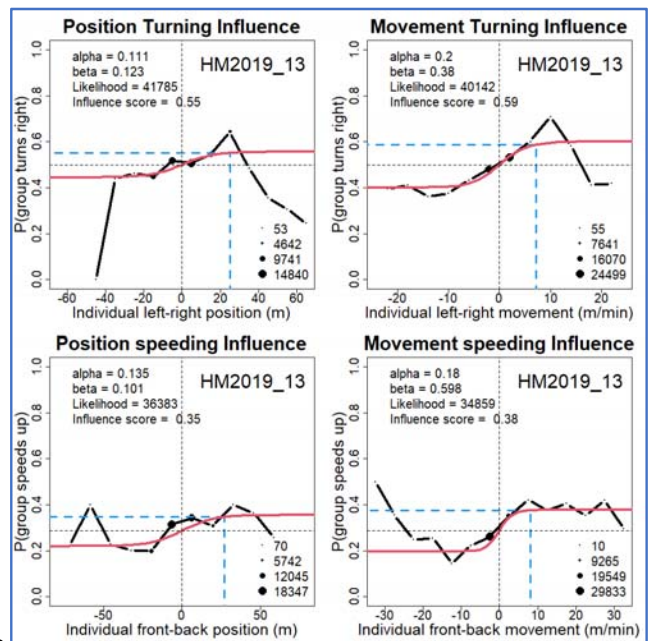 Position Turning Influence
alpha = 0.111
beta = 0.123
HM2019_13
Likelihood = 41785
Influence score = 0.55
P(group turns right)
0.0 0.2 0.4 0.6 0.8 1.0
53
4642
9741
14840
-60 -40 -20 0 20 40 60
Individual left-right position (m)
Movement Turning Influence
alpha = 0.2
beta = 0.38
HM2019_13
Likelihood = 40142
Influence score = 0.59
P(group turns right)
0.0 0.2 0.4 0.6 0.8 1.0
55
7641
16070
24499
-20 -10 0 10 20
Individual left-right movement (m/min)
Position speeding Influence
alpha = 0.135
beta = 0.101
HM2019_13
Likelihood = 36383
Influence score = 0.35
P(group speeds up)
0.0 0.2 0.4 0.6 0.8 1.0
70
5742
12045
18347
-50 0 50
Individual front-back position (m)
Movement speeding Influence
alpha = 0.18
beta = 0.598
HM2019_13
Likelihood = 34859
Influence score = 0.38
P(group speeds up)
0.0 0.2 0.4 0.6 0.8 1.0
10
9265
19549
29833
-30 -20 -10 0 10 20 30
Individual front-back movement (m/min)